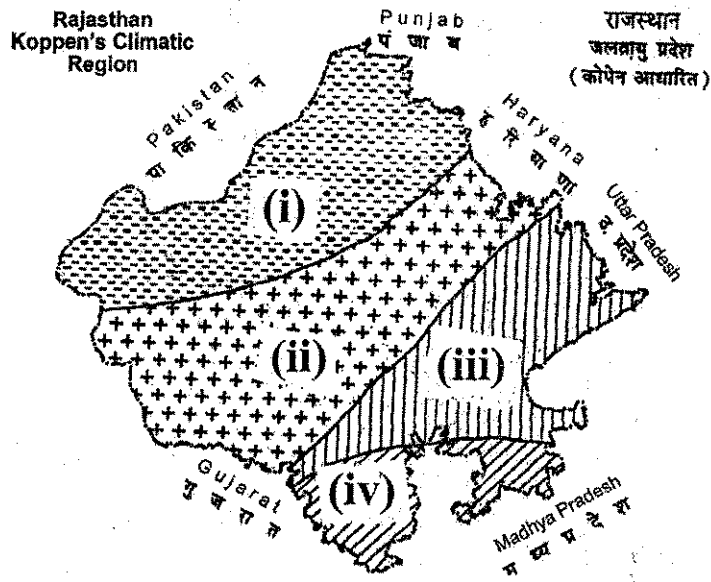 Rajasthan
Koppen's Climatic
Region
Punjab
पंजाब
राजस्थान
जलवायु प्रदेश
(कोपेन आधारित)
Pakistan
पाकिस्तान
Haryana
हरियाणा
Uttar Pradesh
उ. प्रदेश
(i)
(ii)
(iii)
(iv)
Gujarat
गुजरात
Madhya Pradesh
मध्य प्रदेश